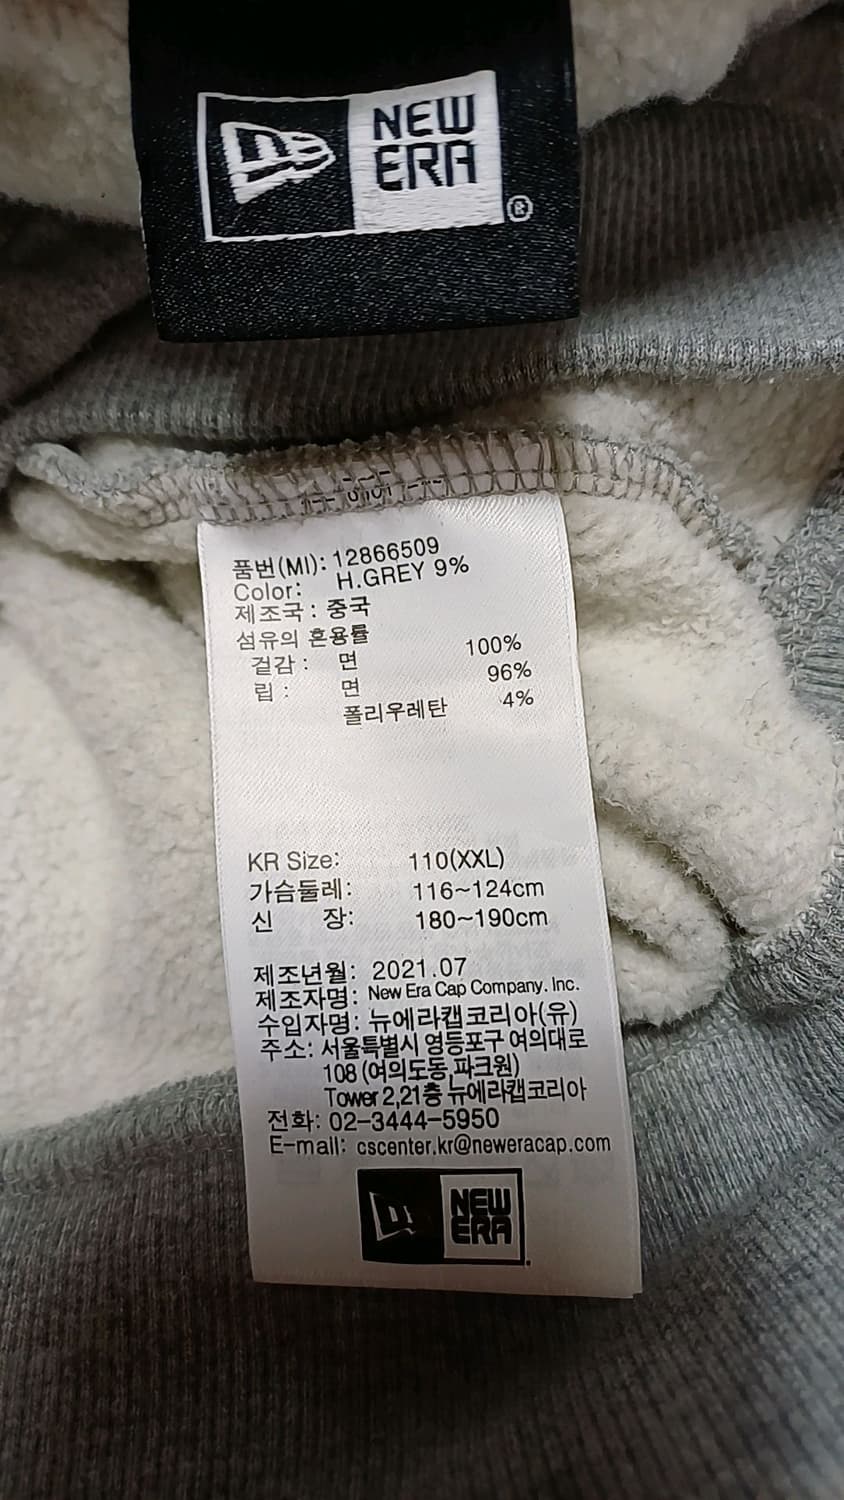 NEW
ERA
®
품번(MI): 12866509
Color: H.GREY 9%
제조국 : 중국
섬유의 혼용률
겉감 : 면 100%
립 : 면 96%
폴리우레탄 4%
KR Size: 110(XXL)
가슴둘레: 116~124cm
신 장: 180~190cm
제조년월: 2021.07
제조자명: New Era Cap Company. Inc.
수입자명: 뉴에라캡코리아(유)
주소: 서울특별시 영등포구 여의대로
108 (여의도동,파크원)
Tower 2,21층 뉴에라캡코리아
전화: 02-3444-5950
E-mail: cscenter.kr@neweracap.com
NEW
ERA